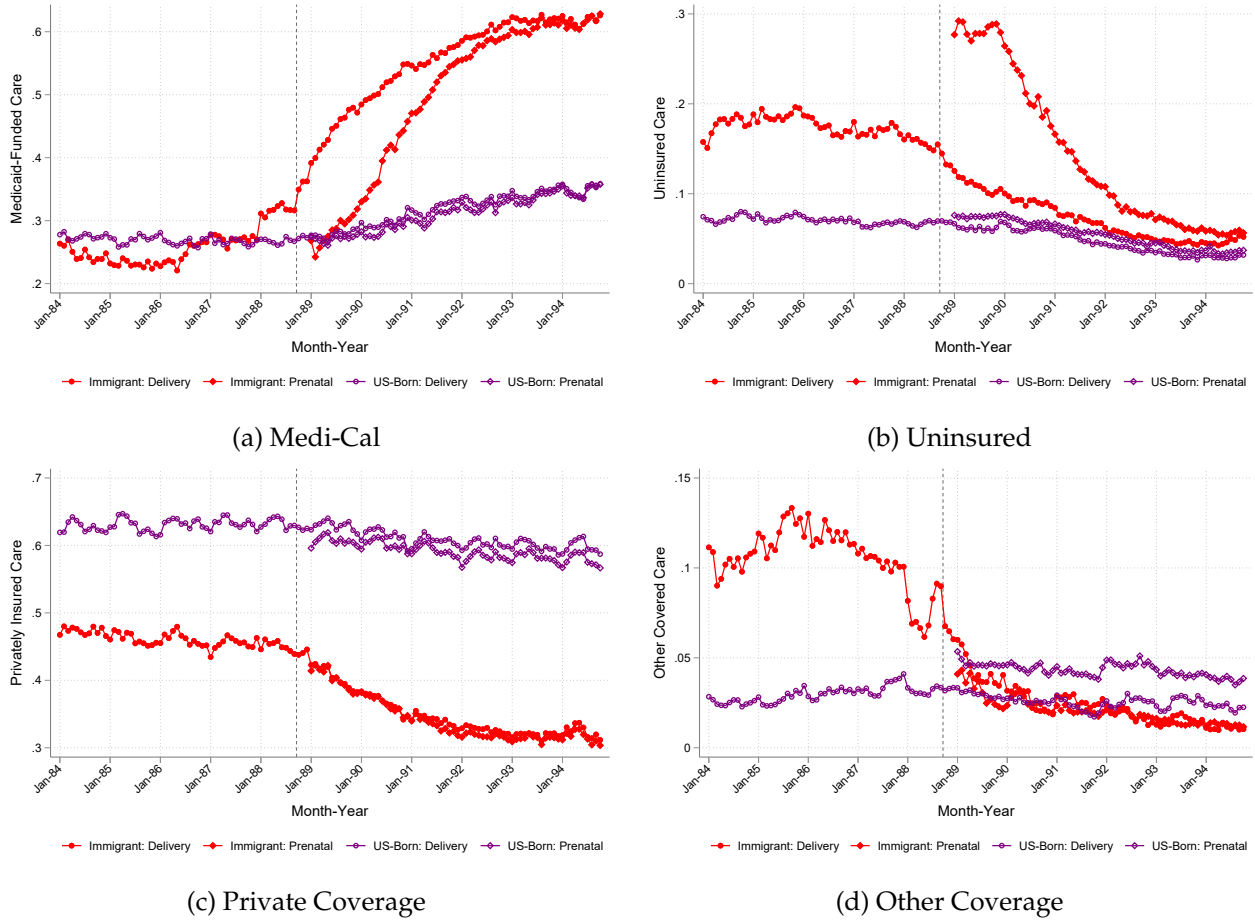 Medicaid-Funded Care
.6
.5
.4
.3
.2
Jan-84 Jan-85 Jan-86 Jan-87 Jan-88 Jan-89 Jan-90 Jan-91 Jan-92 Jan-93 Jan-94
Month-Year
Immigrant: Delivery Immigrant: Prenatal US-Born: Delivery US-Born: Prenatal
(a) Medi-Cal
Uninsured Care
.3
.2
.1
0
Jan-84 Jan-85 Jan-86 Jan-87 Jan-88 Jan-89 Jan-90 Jan-91 Jan-92 Jan-93 Jan-94
Month-Year
Immigrant: Delivery Immigrant: Prenatal US-Born: Delivery US-Born: Prenatal
(b) Uninsured
Privately Insured Care
.7
.6
.5
.4
.3
Jan-84 Jan-85 Jan-86 Jan-87 Jan-88 Jan-89 Jan-90 Jan-91 Jan-92 Jan-93 Jan-94
Month-Year
Immigrant: Delivery Immigrant: Prenatal US-Born: Delivery US-Born: Prenatal
(c) Private Coverage
Other Covered Care
.15
.1
.05
0
Jan-84 Jan-85 Jan-86 Jan-87 Jan-88 Jan-89 Jan-90 Jan-91 Jan-92 Jan-93 Jan-94
Month-Year
Immigrant: Delivery Immigrant: Prenatal US-Born: Delivery US-Born: Prenatal
(d) Other Coverage